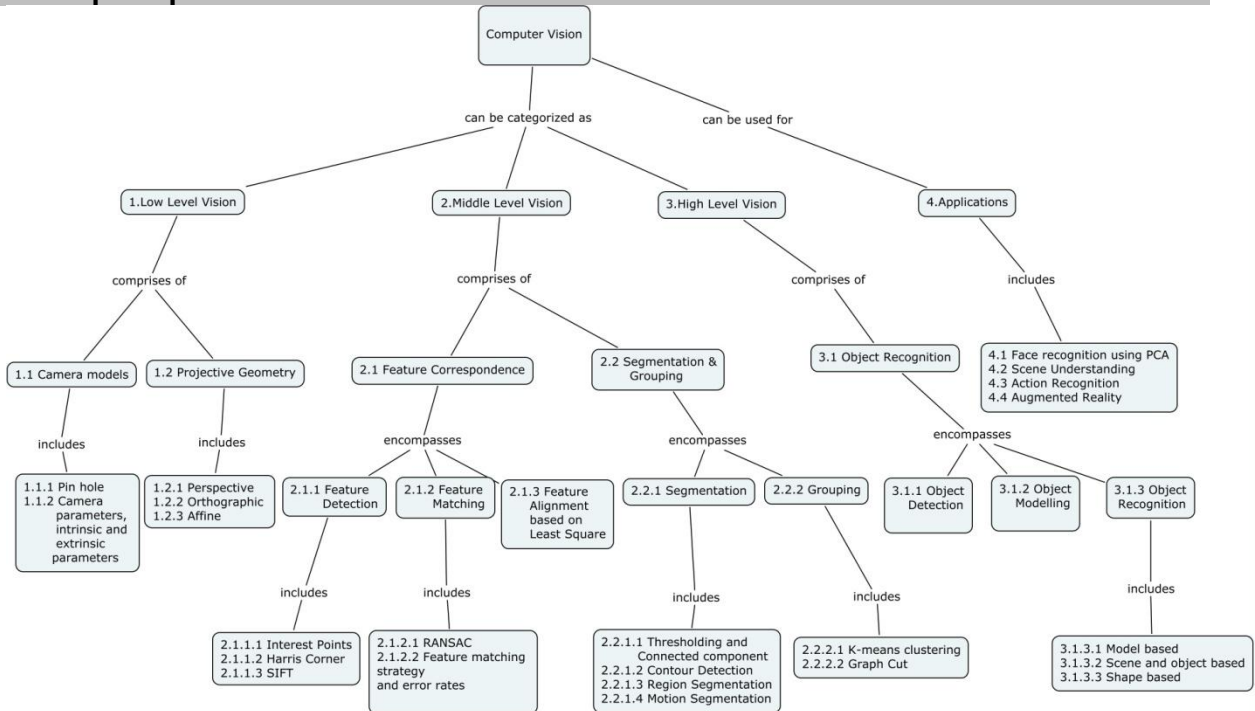 Computer Vision
can be categorized as
can be used for
1.Low Level Vision
2.Middle Level Vision
3.High Level Vision
4.Applications
comprises of
comprises of
comprises of
includes
1.1 Camera models
1.2 Projective Geometry
2.1 Feature Correspondence
2.2 Segmentation &
Grouping
3.1 Object Recognition
4.1 Face recognition using PCA
4.2 Scene Understanding
4.3 Action Recognition
4.4 Augmented Reality
includes
includes
encompasses
encompasses
encompasses
1.1.1 Pin hole
1.1.2 Camera
parameters,
intrinsic and
extrinsic
parameters
1.2.1 Perspective
1.2.2 Orthographic
1.2.3 Affine
2.1.1 Feature
Detection
2.1.2 Feature
Matching
2.1.3 Feature
Alignment
based on
Least Square
2.2.1 Segmentation
2.2.2 Grouping
3.1.1 Object
Detection
3.1.2 Object
Modelling
3.1.3 Object
Recognition
includes
includes
includes
includes
includes
2.1.1.1 Interest Points
2.1.1.2 Harris Corner
2.1.1.3 SIFT
2.1.2.1 RANSAC
2.1.2.2 Feature matching
strategy
and error rates
2.2.1.1 Thresholding and
Connected component
2.2.1.2 Contour Detection
2.2.1.3 Region Segmentation
2.2.1.4 Motion Segmentation
2.2.2.1 K-means clustering
2.2.2.2 Graph Cut
3.1.3.1 Model based
3.1.3.2 Scene and object based
3.1.3.3 Shape based